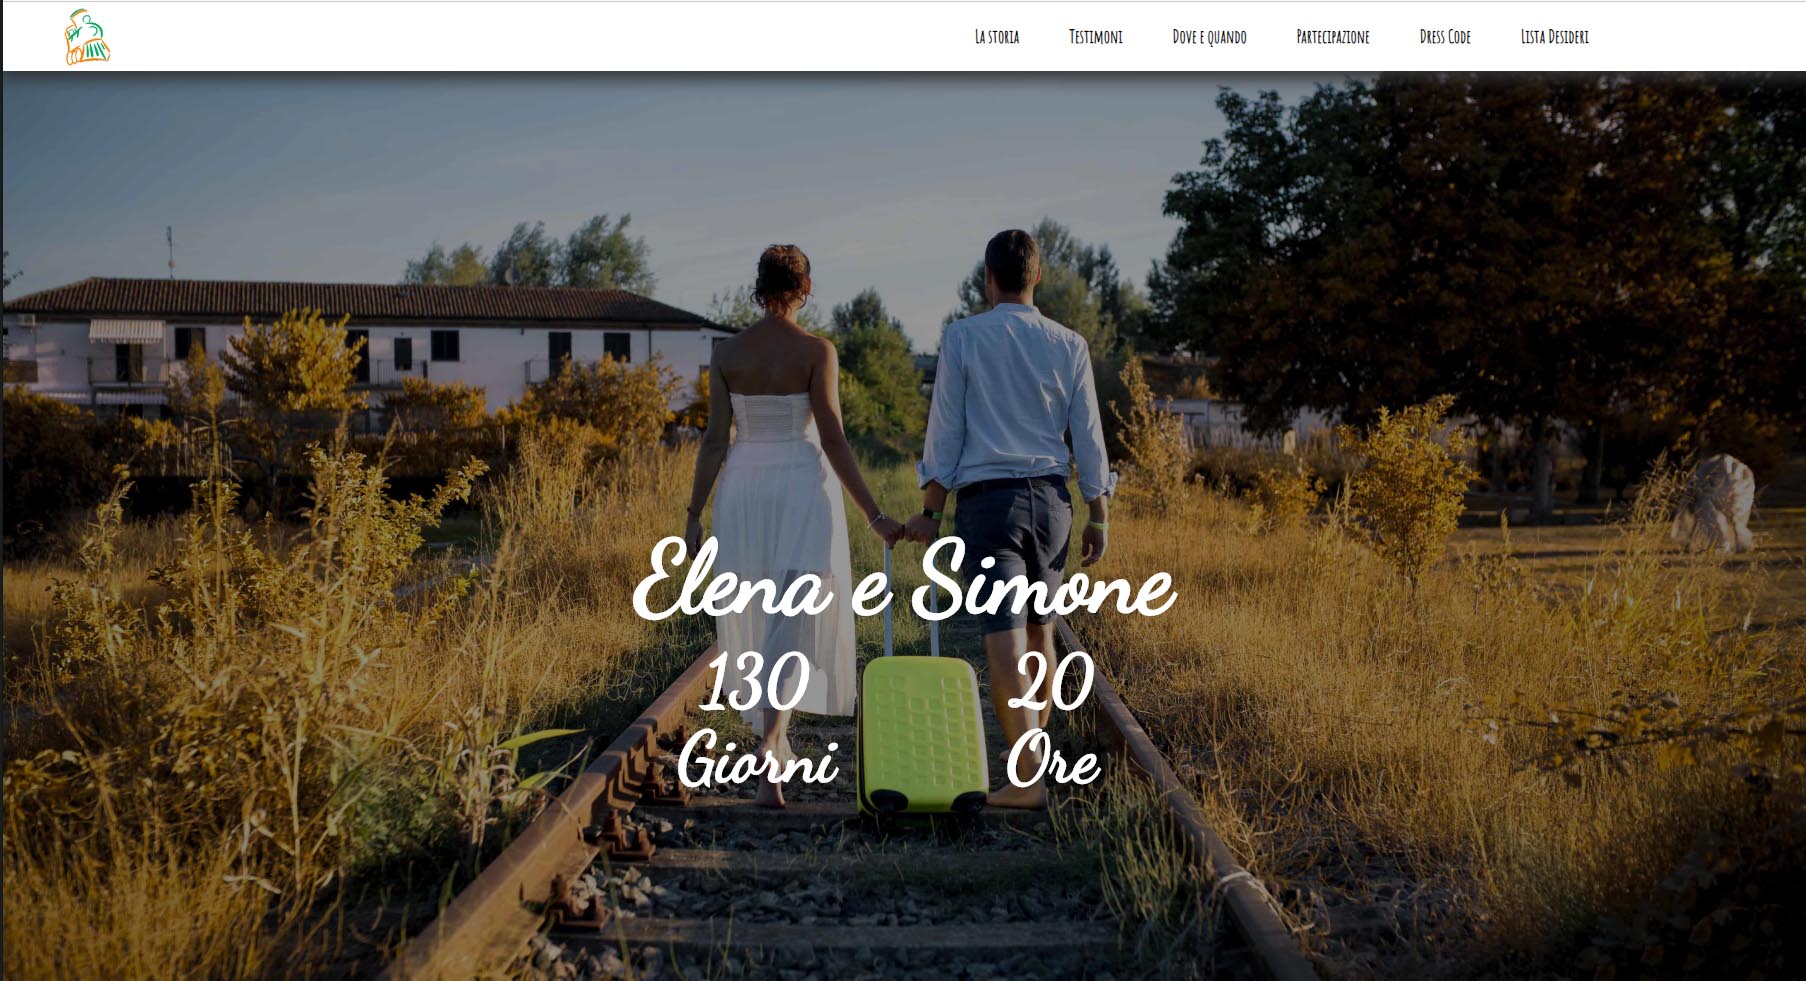 La storia
Testimoni
Dove e quando
Partecipazione
Dress Code
Lista Desideri
Elena e Simone
130
20
Giorni
Ore